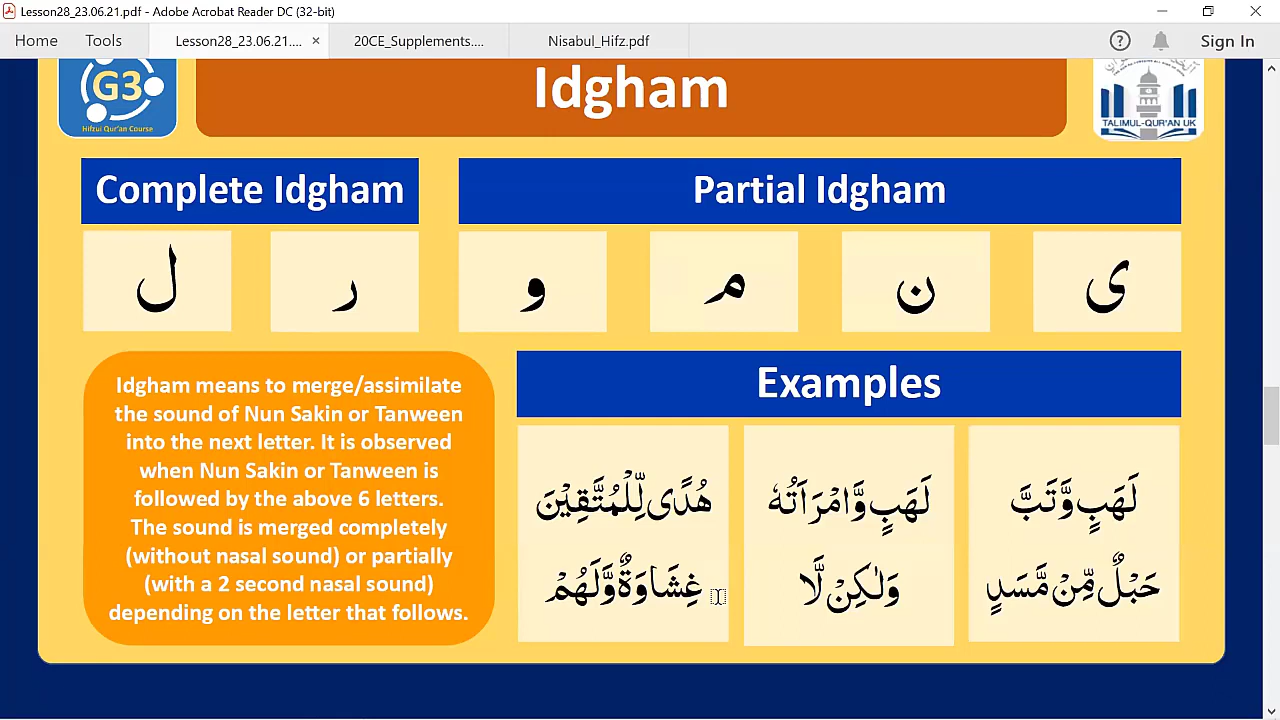 Lesson28_23.06.21.pdf - Adobe Acrobat Reader DC (32-bit)
Home Tools Lesson28_23.06.21.... × 20CE_Supplements.... Nisabul_Hifz.pdf Sign In
G3
Hifzul Qur'an Course
Idgham
TALIMUL-QUR'AN UK
Complete Idgham
Partial Idgham
ل ر و م ن ی
Idgham means to merge/assimilate
the sound of Nun Sakin or Tanween
into the next letter. It is observed
when Nun Sakin or Tanween is
followed by the above 6 letters.
The sound is merged completely
(without nasal sound) or partially
(with a 2 second nasal sound)
depending on the letter that follows.
Examples
لَهَبٍ وَّتَبَّ
حَبْلٌ مِّنْ مَّسَدٍ
لَهَبٍ وَّامْرَاَتُهٗ
وَلٰكِنْ لَّا
هُدًى لِّلْمُتَّقِيْنَ
غِشَاوَةٌ وَّلَهُمْ